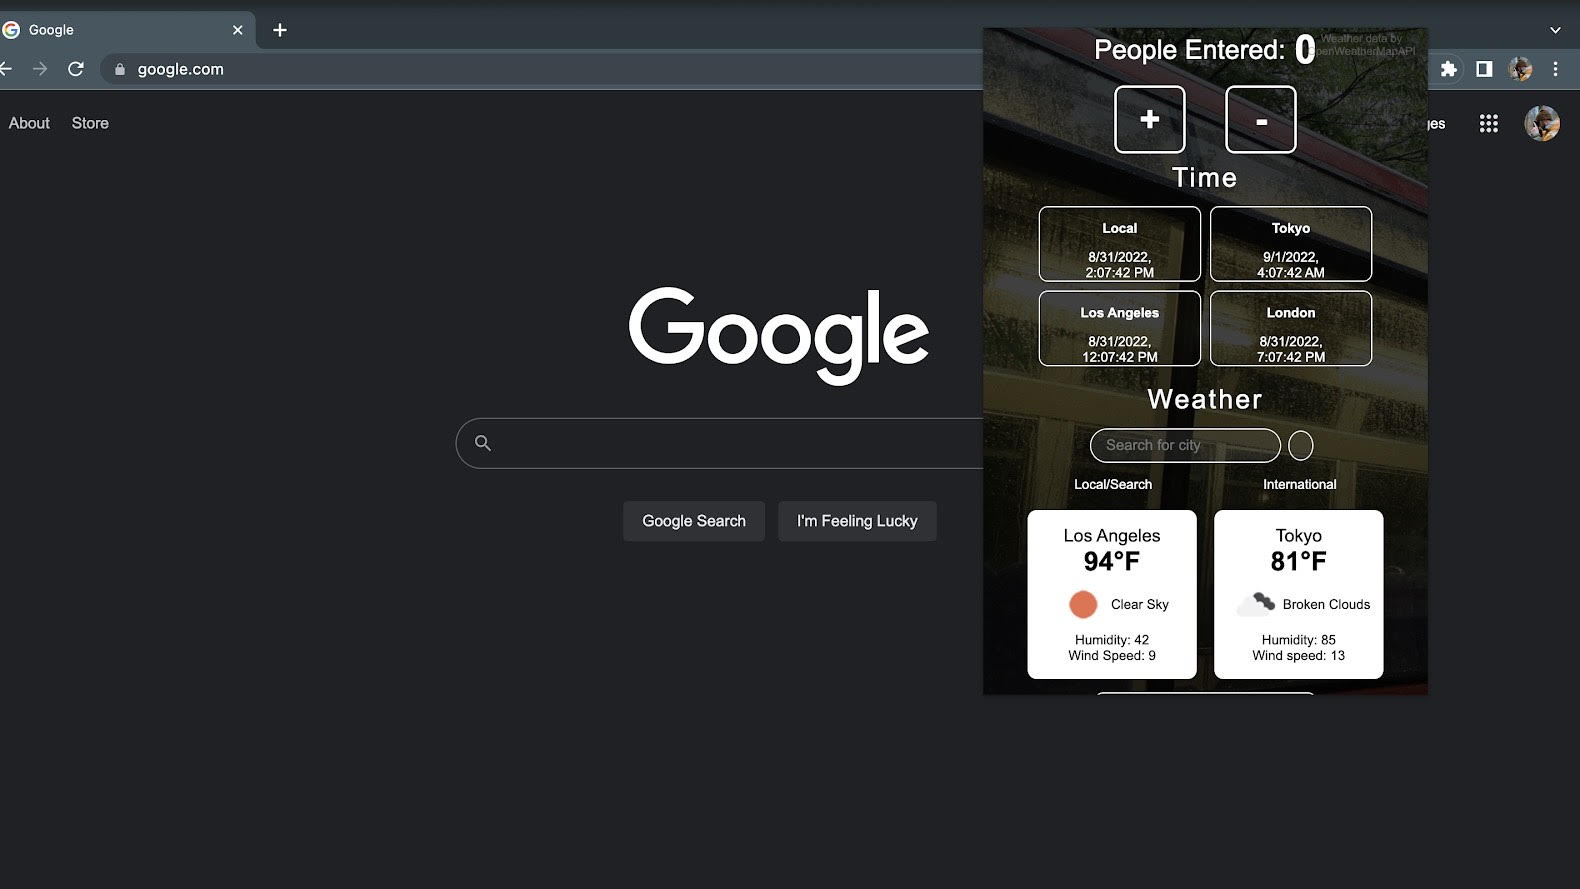 Google
google.com
About
Store
Google
Google Search
I'm Feeling Lucky
People Entered: 0
Weather data by
OpenWeatherMapAPI
+
-
Time
Local
8/31/2022,
2:07:42 PM
Tokyo
9/1/2022,
4:07:42 AM
Los Angeles
8/31/2022,
12:07:42 PM
London
8/31/2022,
7:07:42 PM
Weather
Search for city
Local/Search
International
Los Angeles
94°F
Clear Sky
Humidity: 42
Wind Speed: 9
Tokyo
81°F
Broken Clouds
Humidity: 85
Wind speed: 13